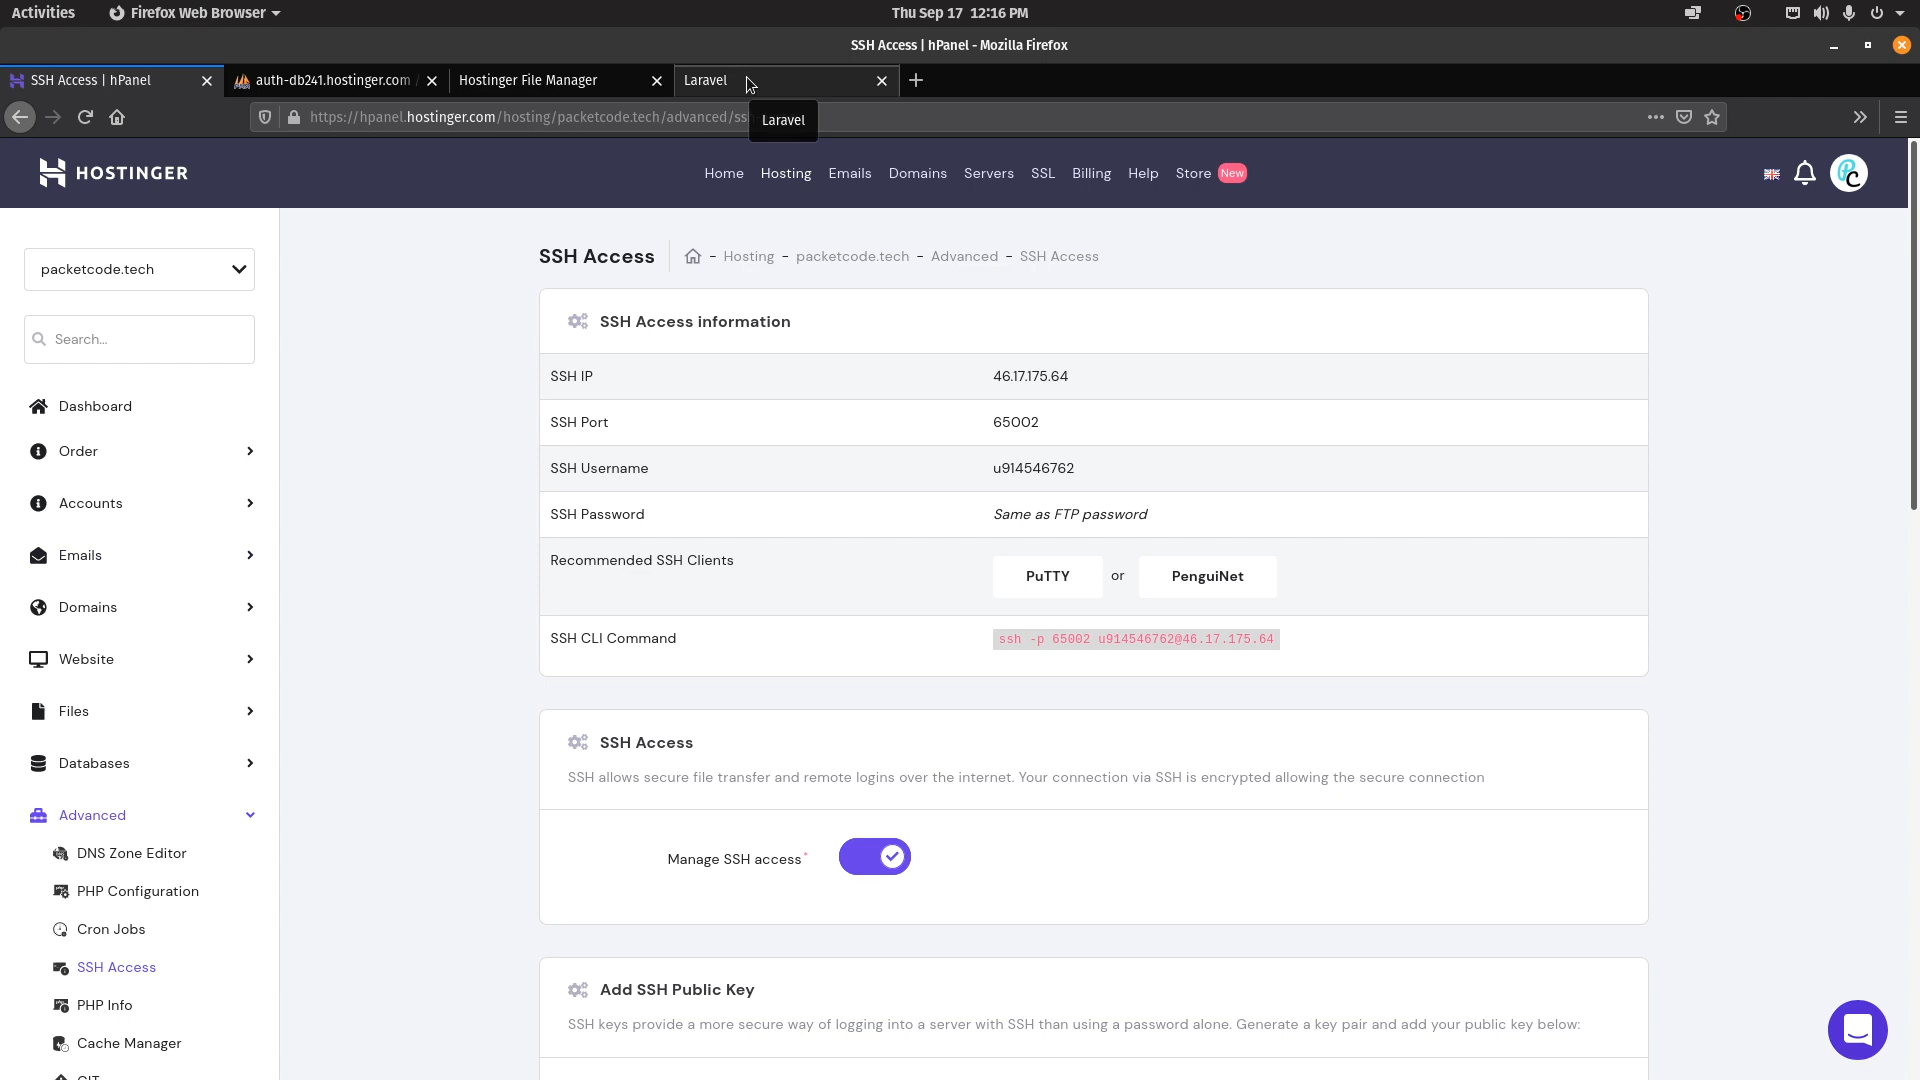 Activities
Firefox Web Browser
Thu Sep 17 12:16 PM
SSH Access | hPanel - Mozilla Firefox
SSH Access | hPanel
auth-db241.hostinger.com /
Hostinger File Manager
Laravel
https://hpanel.hostinger.com/hosting/packetcode.tech/advanced/ss
Laravel
HOSTINGER
Home
Hosting
Emails
Domains
Servers
SSL
Billing
Help
Store New
packetcode.tech
Search...
Dashboard
Order
Accounts
Emails
Domains
Website
Files
Databases
Advanced
DNS Zone Editor
PHP Configuration
Cron Jobs
SSH Access
PHP Info
Cache Manager
GIT
SSH Access
- Hosting - packetcode.tech - Advanced - SSH Access
SSH Access information
SSH IP 46.17.175.64
SSH Port 65002
SSH Username u914546762
SSH Password Same as FTP password
Recommended SSH Clients PuTTY or PenguiNet
SSH CLI Command ssh -p 65002 u914546762@46.17.175.64
SSH Access
SSH allows secure file transfer and remote logins over the internet. Your connection via SSH is encrypted allowing the secure connection
Manage SSH access*
Add SSH Public Key
SSH keys provide a more secure way of logging into a server with SSH than using a password alone. Generate a key pair and add your public key below: